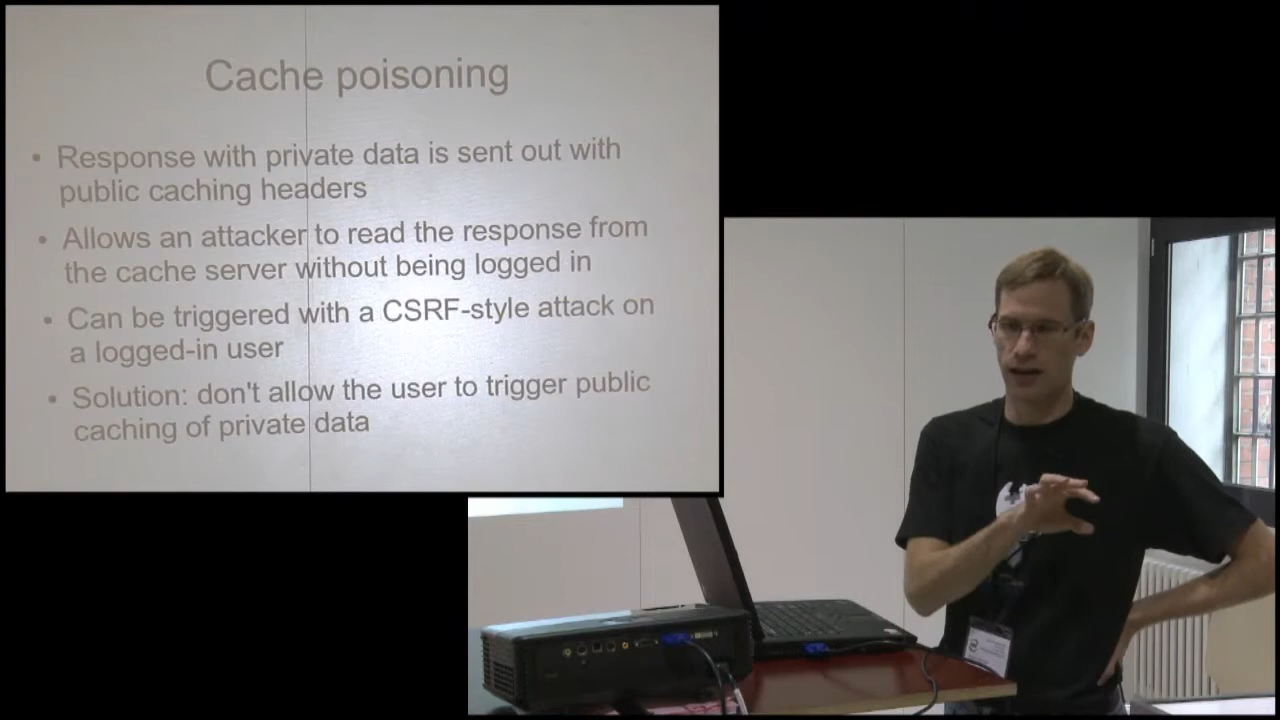 Cache poisoning
• Response with private data is sent out with
public caching headers
• Allows an attacker to read the response from
the cache server without being logged in
• Can be triggered with a CSRF-style attack on
a logged-in user
• Solution: don't allow the user to trigger public
caching of private data